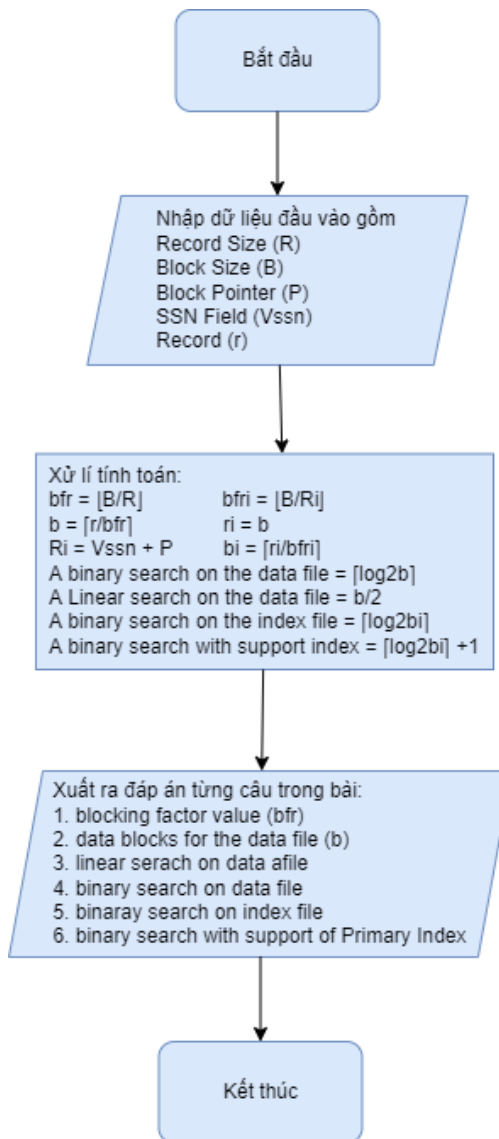 Bắt đầu
Nhập dữ liệu đầu vào gồm
Record Size (R)
Block Size (B)
Block Pointer (P)
SSN Field (Vssn)
Record (r)
Xử lí tính toán:
bfr = ⌊B/R⌋ bfri = ⌊B/Ri⌋
b = ⌈r/bfr⌉ ri = b
Ri = Vssn + P bi = ⌈ri/bfri⌉
A binary search on the data file = ⌈log2b⌉
A Linear search on the data file = b/2
A binary search on the index file = ⌈log2bi⌉
A binary search with support index = ⌈log2bi⌉ +1
Xuất ra đáp án từng câu trong bài:
1. blocking factor value (bfr)
2. data blocks for the data file (b)
3. linear serach on data afile
4. binary search on data file
5. binaray search on index file
6. binary search with support of Primary Index
Kết thúc